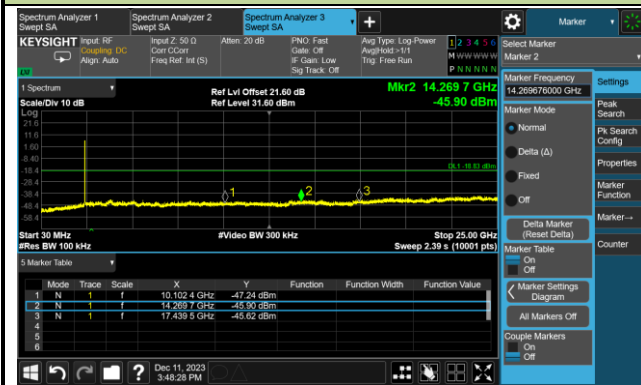 Spectrum Analyzer 1
Swept SA
Spectrum Analyzer 2
Swept SA
Spectrum Analyzer 3
Swept SA
Marker
KEYSIGHT
Input: RF
Coupling: DC
Align: Auto
Input Z: 50 Ω
Corr CCorr
Freq Ref: Int (S)
Atten: 20 dB
PNO: Fast
Gate: Off
IF Gain: Low
Sig Track: Off
Avg Type: Log-Power
Avg|Hold:>1/1
Trig: Free Run
1 2 3 4 5 6
M W W W W W
P N N N N N
Select Marker
Marker 2
1 Spectrum
Scale/Div 10 dB
Log
Ref Lvl Offset 21.60 dB
Ref Level 31.60 dBm
Mkr2 14.269 7 GHz
-45.90 dBm
21.6
11.6
1.60
-8.40
-18.4
-28.4
-38.4
-48.4
-58.4
1
2
3
Start 30 MHz
#Res BW 100 kHz
#Video BW 300 kHz
Stop 25.00 GHz
Sweep 2.39 s (10001 pts)
5 Marker Table
Mode Trace Scale X Y Function Function Width Function Value
1 N 1 f 10.102 4 GHz -47.24 dBm
2 N 1 f 14.269 7 GHz -45.90 dBm
3 N 1 f 17.439 5 GHz -45.62 dBm
4
5
6
Dec 11, 2023
3:48:28 PM
Marker Frequency
14.269676000 GHz
Marker Mode
Normal
Delta (Δ)
Fixed
Off
Delta Marker
(Reset Delta)
Marker Table
On
Off
Marker Settings
Diagram
All Markers Off
Couple Markers
On
Off
Settings
Peak
Search
Pk Search
Config
Properties
Marker
Function
Marker→
Counter